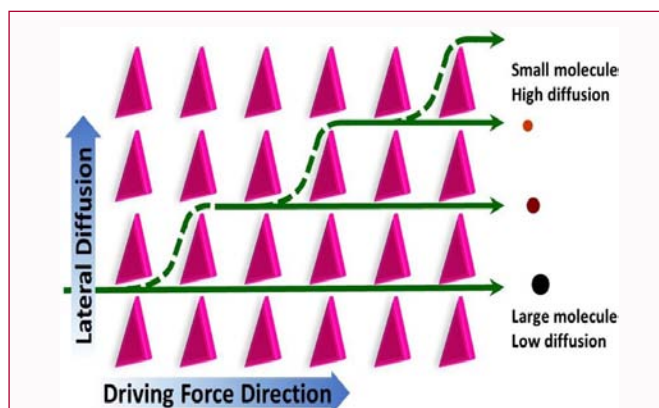 Small molecule
High diffusion
Lateral Diffusion
Large molecule
Low diffusion
Driving Force Direction